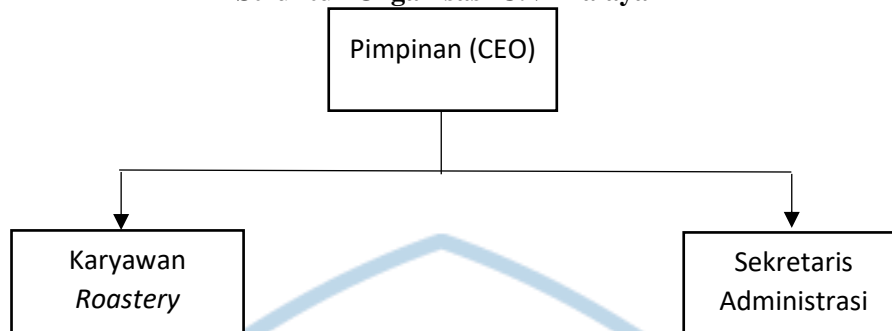 Pimpinan (CEO)
Karyawan
Roastery
Sekretaris
Administrasi